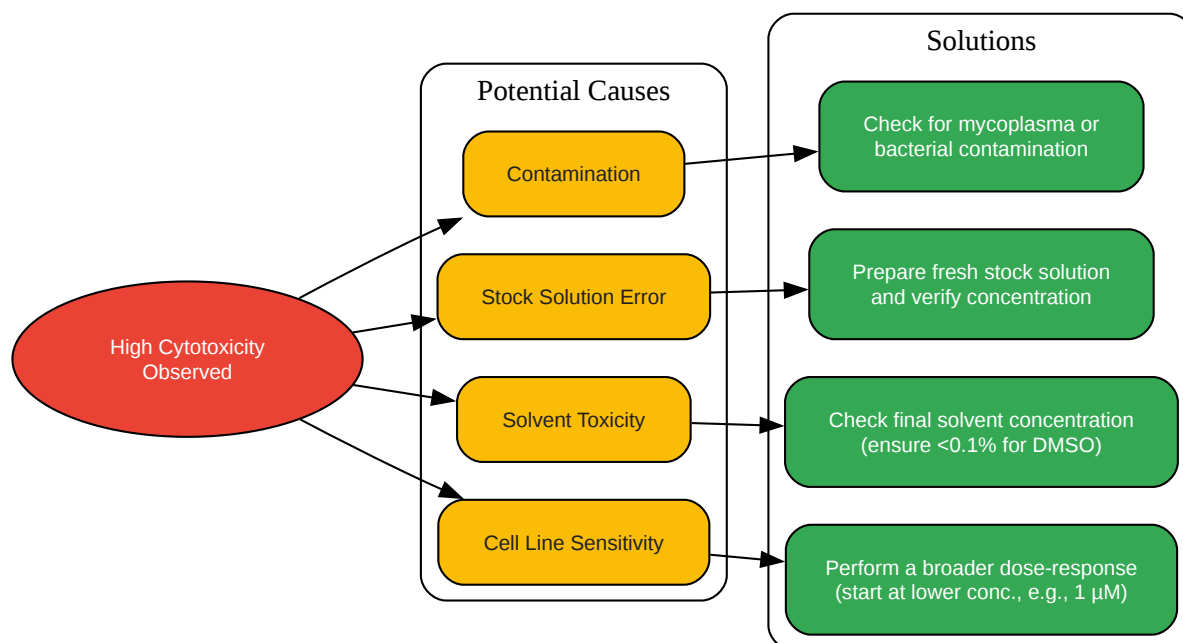 High Cytotoxicity
Observed
Potential Causes
Contamination
Stock Solution Error
Solvent Toxicity
Cell Line Sensitivity
Solutions
Check for mycoplasma or
bacterial contamination
Prepare fresh stock solution
and verify concentration
Check final solvent concentration
(ensure <0.1% for DMSO)
Perform a broader dose-response
(start at lower conc., e.g., 1 µM)